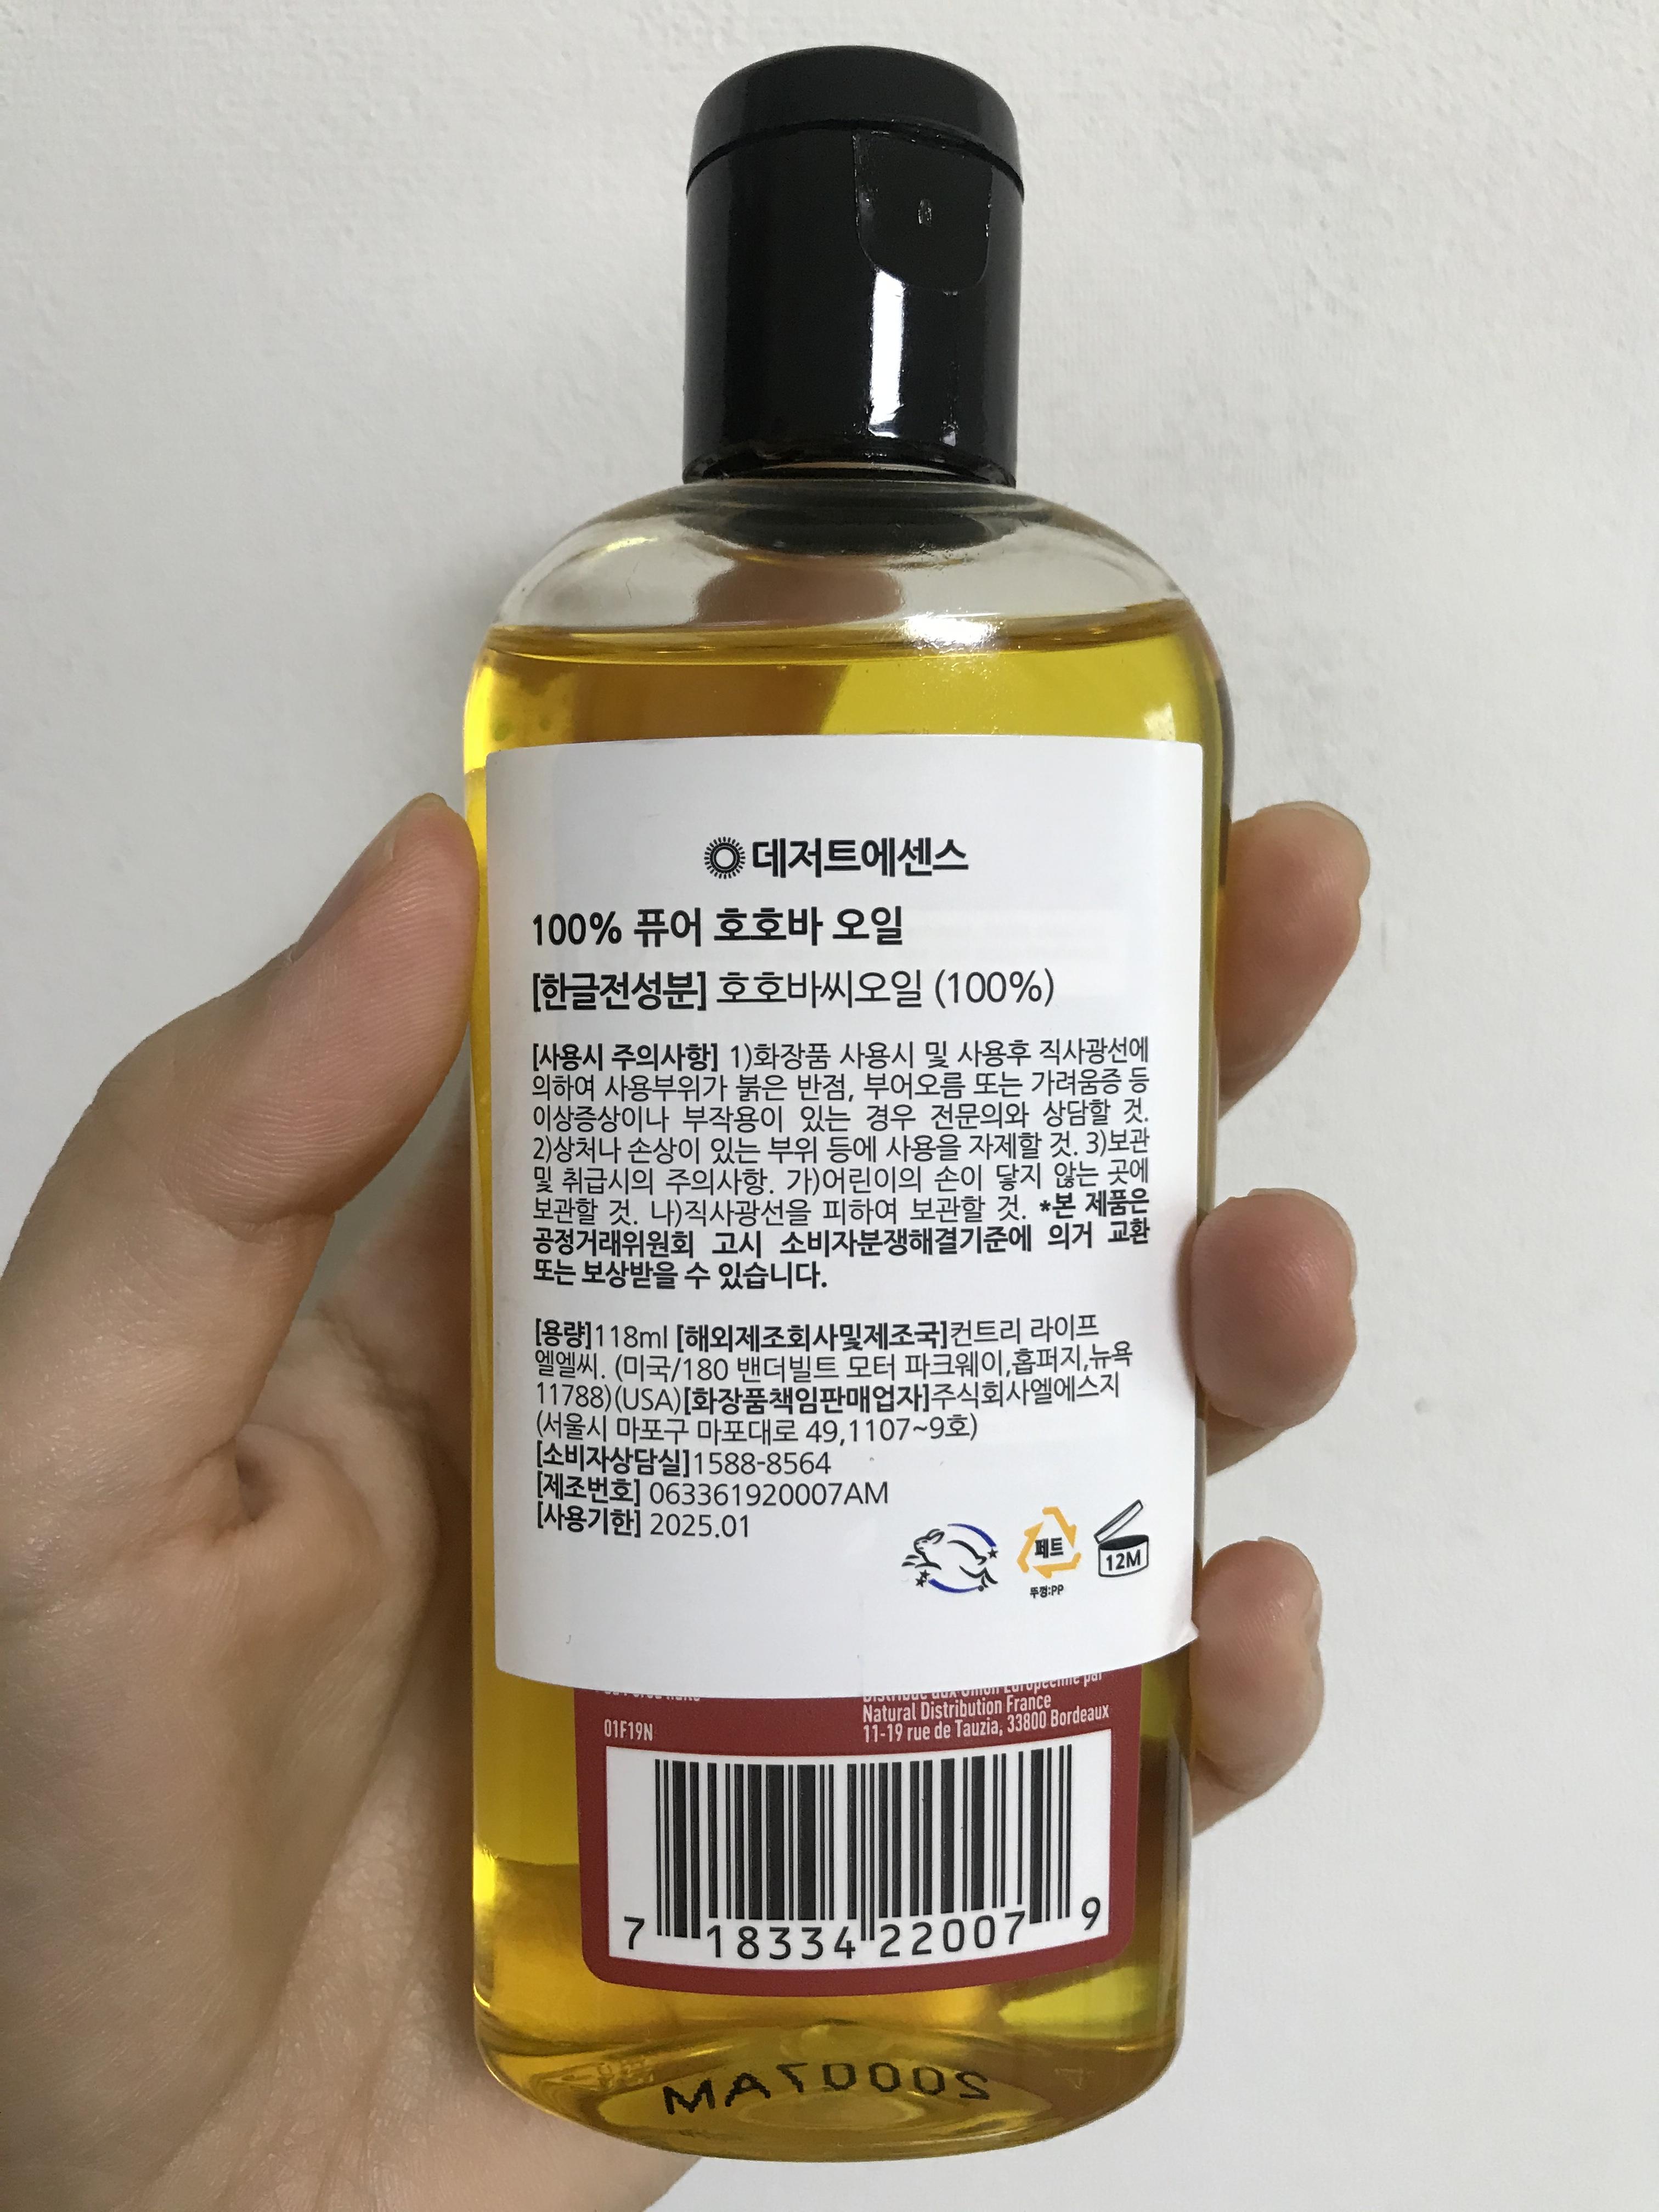 데저트에센스
100% 퓨어 호호바 오일
[한글전성분] 호호바씨오일 (100%)
[사용시 주의사항] 1)화장품 사용시 및 사용후 직사광선에
의하여 사용부위가 붉은 반점, 부어오름 또는 가려움증 등
이상증상이나 부작용이 있는 경우 전문의와 상담할 것.
2)상처나 손상이 있는 부위 등에 사용을 자제할 것. 3)보관
및 취급시의 주의사항. 가)어린이의 손이 닿지 않는 곳에
보관할 것. 나)직사광선을 피하여 보관할 것. *본 제품은
공정거래위원회 고시 소비자분쟁해결기준에 의거 교환
또는 보상받을 수 있습니다.
[용량]118ml [해외제조회사및제조국]컨트리 라이프
엘엘씨. (미국/180 밴더빌트 모터 파크웨이,홉퍼지,뉴욕
11788)(USA)[화장품책임판매업자]주식회사엘에스지
(서울시 마포구 마포대로 49,1107~9호)
[소비자상담실]1588-8564
[제조번호] 063361920007AM
[사용기한] 2025.01
페트
뚜껑:PP
12M
Distribué aux Union Européenne par
Natural Distribution France
11-19 rue de Tauzia, 33800 Bordeaux
01F19N
7 18334 22007 9
20007AM